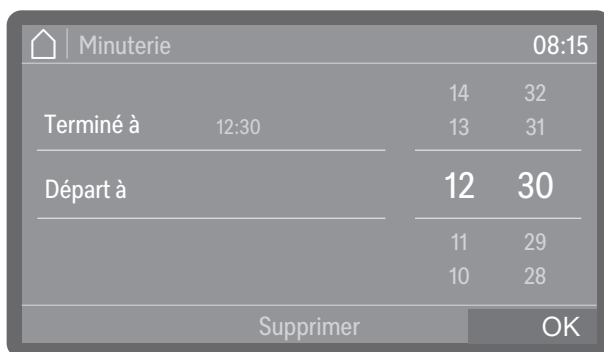 Minuterie 08:15
14 32
Terminé à 12:30 13 31
Départ à 12 30
11 29
10 28
Supprimer OK